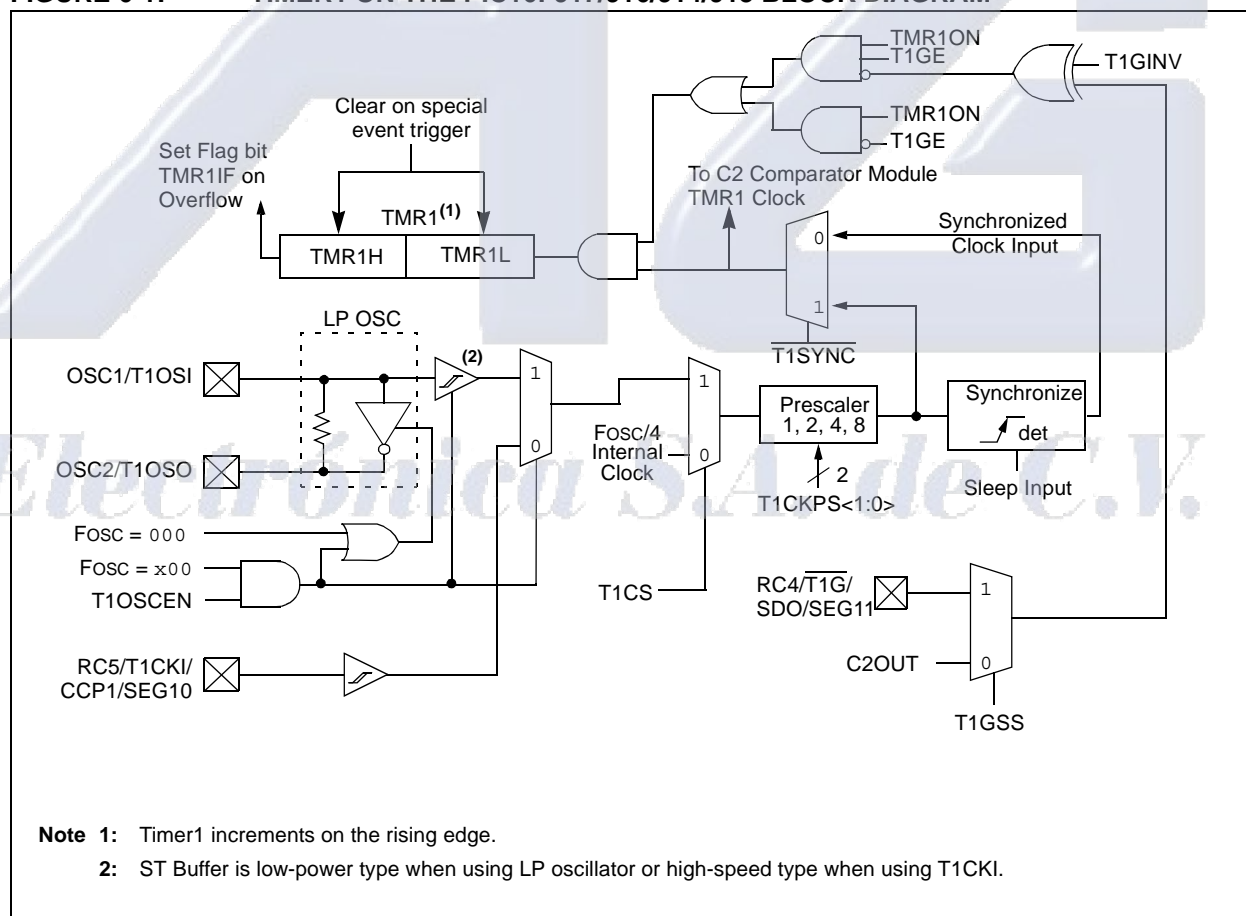 FIGURE 6-1:
TMR1ON
T1GE
T1GINV
Clear on special
event trigger
TMR1ON
T1GE
Set Flag bit
TMR1IF on
Overflow
To C2 Comparator Module
TMR1 Clock
TMR1(1)
TMR1H
TMR1L
0
Synchronized
Clock Input
1
LP OSC
T1SYNC
(2)
OSC1/T1OSI
1
1
Prescaler
1, 2, 4, 8
Synchronize
det
FOSC/4
Internal
Clock
0
0
OSC2/T1OSO
2
T1CKPS<1:0>
Sleep Input
FOSC = 000
FOSC = x00
T1OSCEN
T1CS
RC4/T1G/
SDO/SEG11
1
RC5/T1CKI/
CCP1/SEG10
C2OUT
0
T1GSS
Electrónica S.A. de C.V.
Note 1: Timer1 increments on the rising edge.
2: ST Buffer is low-power type when using LP oscillator or high-speed type when using T1CKI.